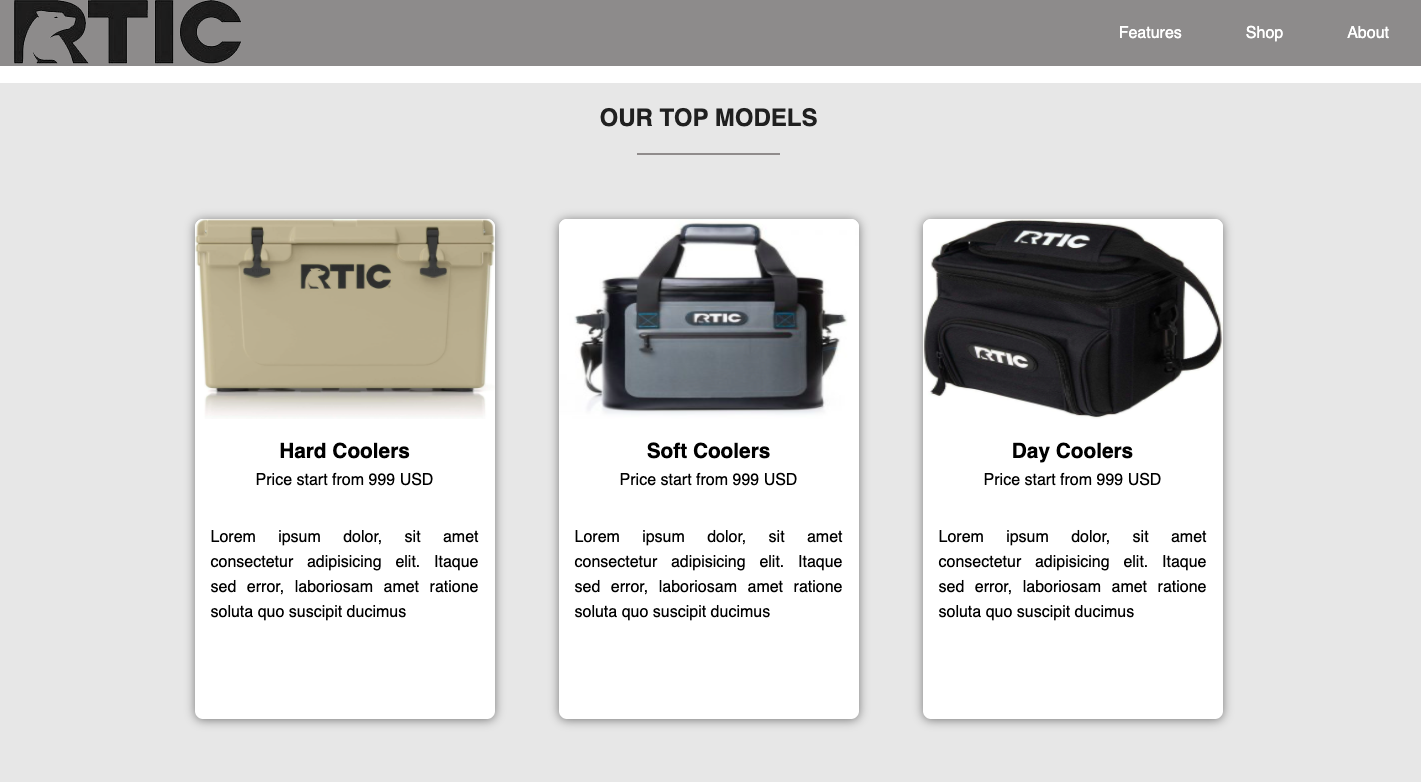 RTIC
Features Shop About
OUR TOP MODELS
RTIC
RTIC
RTIC
RTIC
Hard Coolers
Price start from 999 USD
Lorem ipsum dolor, sit amet
consectetur adipisicing elit. Itaque
sed error, laboriosam amet ratione
soluta quo suscipit ducimus
Soft Coolers
Price start from 999 USD
Lorem ipsum dolor, sit amet
consectetur adipisicing elit. Itaque
sed error, laboriosam amet ratione
soluta quo suscipit ducimus
Day Coolers
Price start from 999 USD
Lorem ipsum dolor, sit amet
consectetur adipisicing elit. Itaque
sed error, laboriosam amet ratione
soluta quo suscipit ducimus